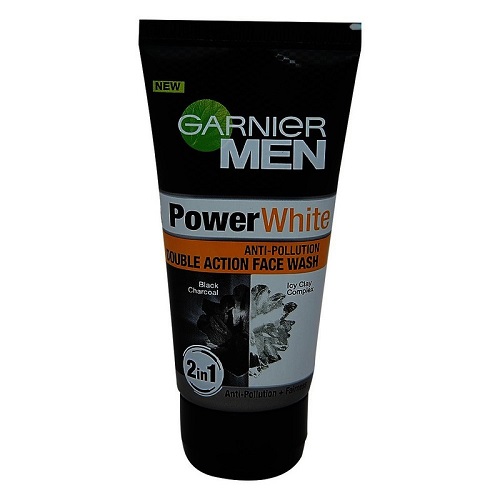 NEW
GARNIER
MEN
PowerWhite
ANTI-POLLUTION
DOUBLE ACTION FACE WASH
Black
Charcoal
Icy Clay
Complex
2in1
Anti-Pollution +